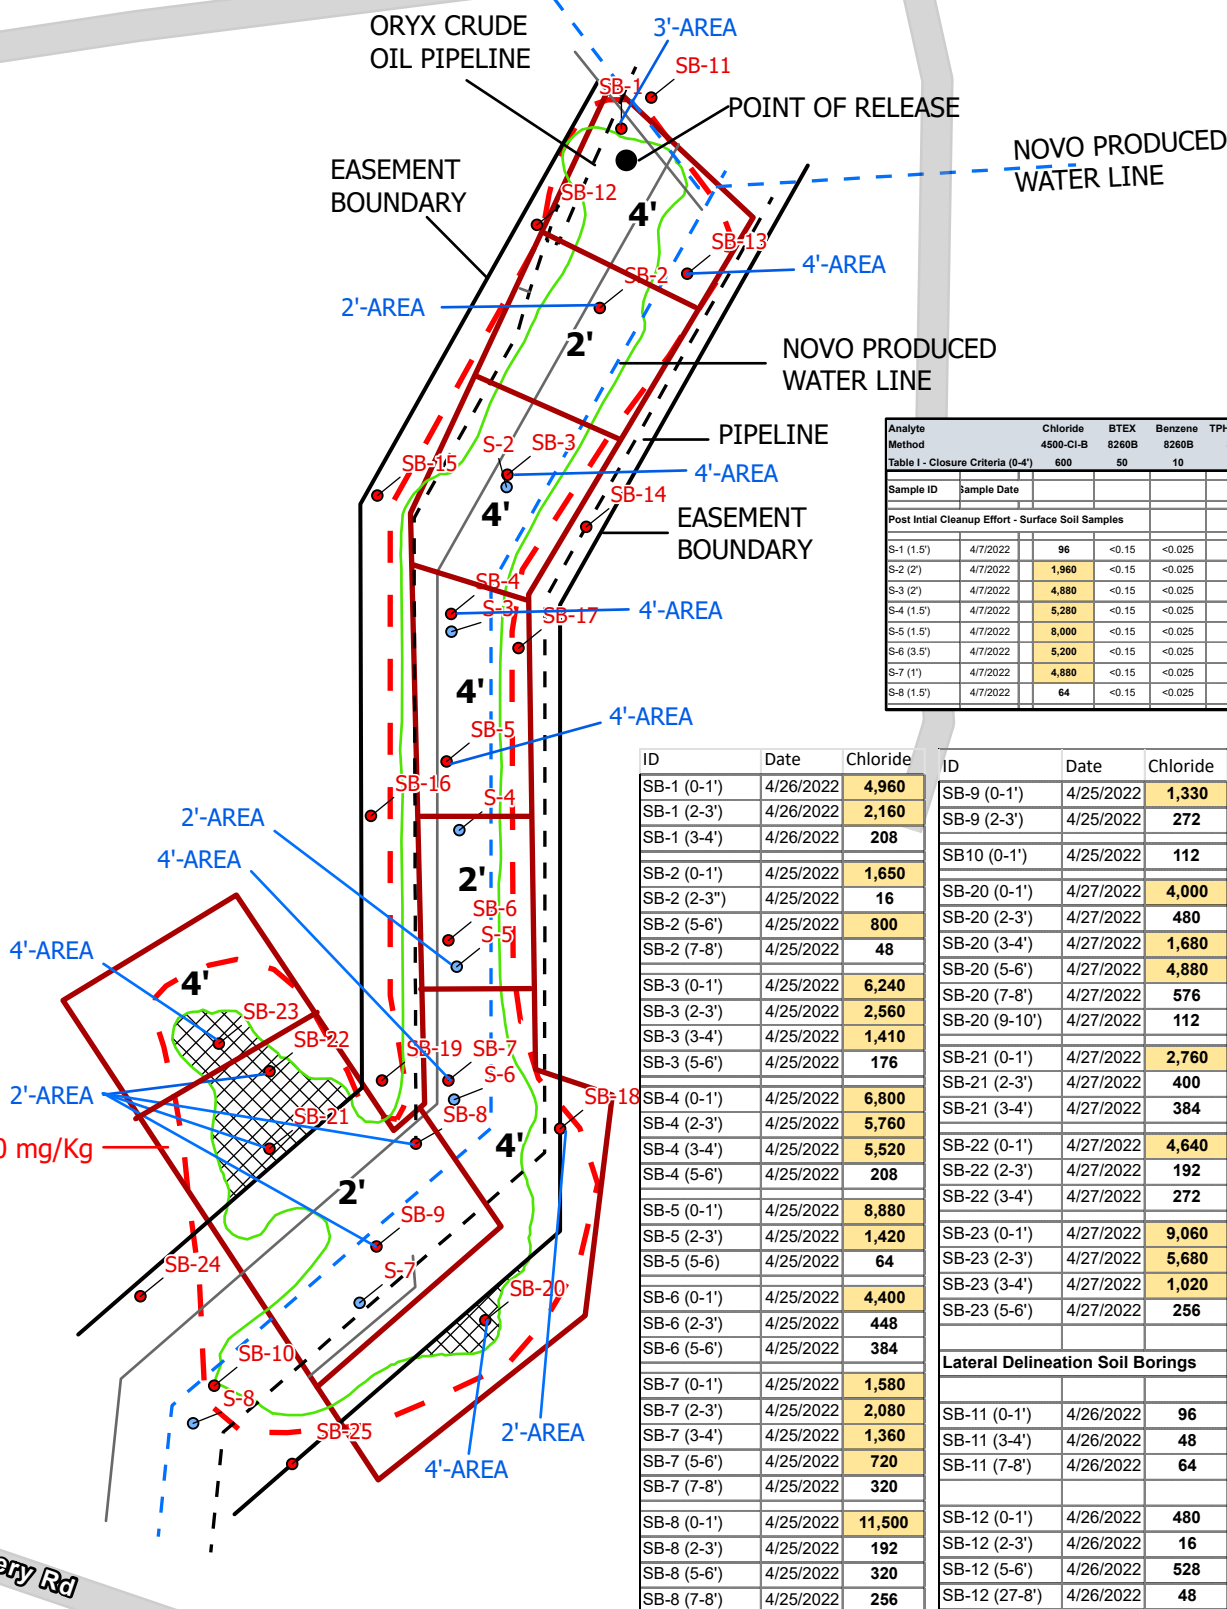 ORYX CRUDE
OIL PIPELINE
3'-AREA
SB-11
SB-1
POINT OF RELEASE
NOVO PRODUCED
WATER LINE
EASEMENT
BOUNDARY
SB-12
4'
SB-13
4'-AREA
SB-2
2'-AREA
2'
NOVO PRODUCED
WATER LINE
PIPELINE
S-2
SB-3
4'-AREA
SB-15
SB-14
4'
EASEMENT
BOUNDARY
SB-4
S-3
4'-AREA
SB-17
4'
4'-AREA
SB-5
SB-16
S-4
2'-AREA
4'-AREA
2'
SB-6
S-5
4'-AREA
4'
SB-23
SB-22
SB-19
SB-7
S-6
2'-AREA
SB-21
SB-8
SB-18
0 mg/Kg
4'
2'
SB-9
SB-24
S-7
SB-20
SB-10
S-8
SB-25
2'-AREA
4'-AREA
ery Rd
Analyte Chloride BTEX Benzene TPH
Method 4500-Cl-B 8260B 8260B
Table I - Closure Criteria (0-4') 600 50 10
Sample ID Sample Date
Post Intial Cleanup Effort - Surface Soil Samples
S-1 (1.5') 4/7/2022 96 <0.15 <0.025
S-2 (2') 4/7/2022 1,960 <0.15 <0.025
S-3 (2') 4/7/2022 4,880 <0.15 <0.025
S-4 (1.5') 4/7/2022 5,280 <0.15 <0.025
S-5 (1.5') 4/7/2022 8,000 <0.15 <0.025
S-6 (3.5') 4/7/2022 5,200 <0.15 <0.025
S-7 (1') 4/7/2022 4,880 <0.15 <0.025
S-8 (1.5') 4/7/2022 64 <0.15 <0.025
ID Date Chloride
SB-1 (0-1') 4/26/2022 4,960
SB-1 (2-3') 4/26/2022 2,160
SB-1 (3-4') 4/26/2022 208
SB-2 (0-1') 4/25/2022 1,650
SB-2 (2-3") 4/25/2022 16
SB-2 (5-6') 4/25/2022 800
SB-2 (7-8') 4/25/2022 48
SB-3 (0-1') 4/25/2022 6,240
SB-3 (2-3') 4/25/2022 2,560
SB-3 (3-4') 4/25/2022 1,410
SB-3 (5-6') 4/25/2022 176
SB-4 (0-1') 4/25/2022 6,800
SB-4 (2-3') 4/25/2022 5,760
SB-4 (3-4') 4/25/2022 5,520
SB-4 (5-6') 4/25/2022 208
SB-5 (0-1') 4/25/2022 8,880
SB-5 (2-3') 4/25/2022 1,420
SB-5 (5-6) 4/25/2022 64
SB-6 (0-1') 4/25/2022 4,400
SB-6 (2-3') 4/25/2022 448
SB-6 (5-6') 4/25/2022 384
SB-7 (0-1') 4/25/2022 1,580
SB-7 (2-3') 4/25/2022 2,080
SB-7 (3-4') 4/25/2022 1,360
SB-7 (5-6') 4/25/2022 720
SB-7 (7-8') 4/25/2022 320
SB-8 (0-1') 4/25/2022 11,500
SB-8 (2-3') 4/25/2022 192
SB-8 (5-6') 4/25/2022 320
SB-8 (7-8') 4/25/2022 256
ID Date Chloride
SB-9 (0-1') 4/25/2022 1,330
SB-9 (2-3') 4/25/2022 272
SB10 (0-1') 4/25/2022 112
SB-20 (0-1') 4/27/2022 4,000
SB-20 (2-3') 4/27/2022 480
SB-20 (3-4') 4/27/2022 1,680
SB-20 (5-6') 4/27/2022 4,880
SB-20 (7-8') 4/27/2022 576
SB-20 (9-10') 4/27/2022 112
SB-21 (0-1') 4/27/2022 2,760
SB-21 (2-3') 4/27/2022 400
SB-21 (3-4') 4/27/2022 384
SB-22 (0-1') 4/27/2022 4,640
SB-22 (2-3') 4/27/2022 192
SB-22 (3-4') 4/27/2022 272
SB-23 (0-1') 4/27/2022 9,060
SB-23 (2-3') 4/27/2022 5,680
SB-23 (3-4') 4/27/2022 1,020
SB-23 (5-6') 4/27/2022 256
Lateral Delineation Soil Borings
SB-11 (0-1') 4/26/2022 96
SB-11 (3-4') 4/26/2022 48
SB-11 (7-8') 4/26/2022 64
SB-12 (0-1') 4/26/2022 480
SB-12 (2-3') 4/26/2022 16
SB-12 (5-6') 4/26/2022 528
SB-12 (27-8') 4/26/2022 48